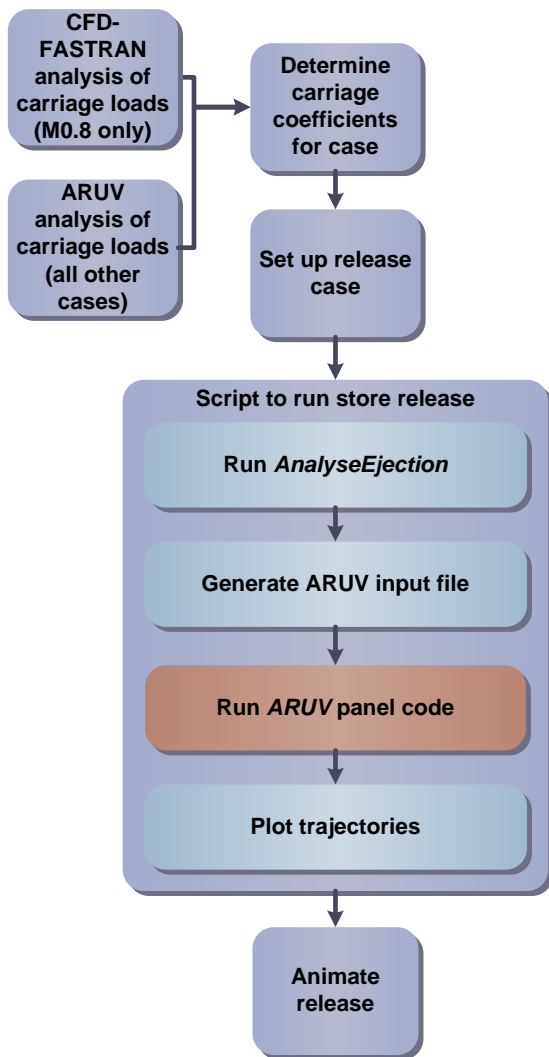 CFD-
FASTRAN
analysis of
carriage loads
(M0.8 only)
ARUV
analysis of
carriage loads
(all other
cases)
Determine
carriage
coefficients
for case
Set up release
case
Script to run store release
Run AnalyseEjection
Generate ARUV input file
Run ARUV panel code
Plot trajectories
Animate
release